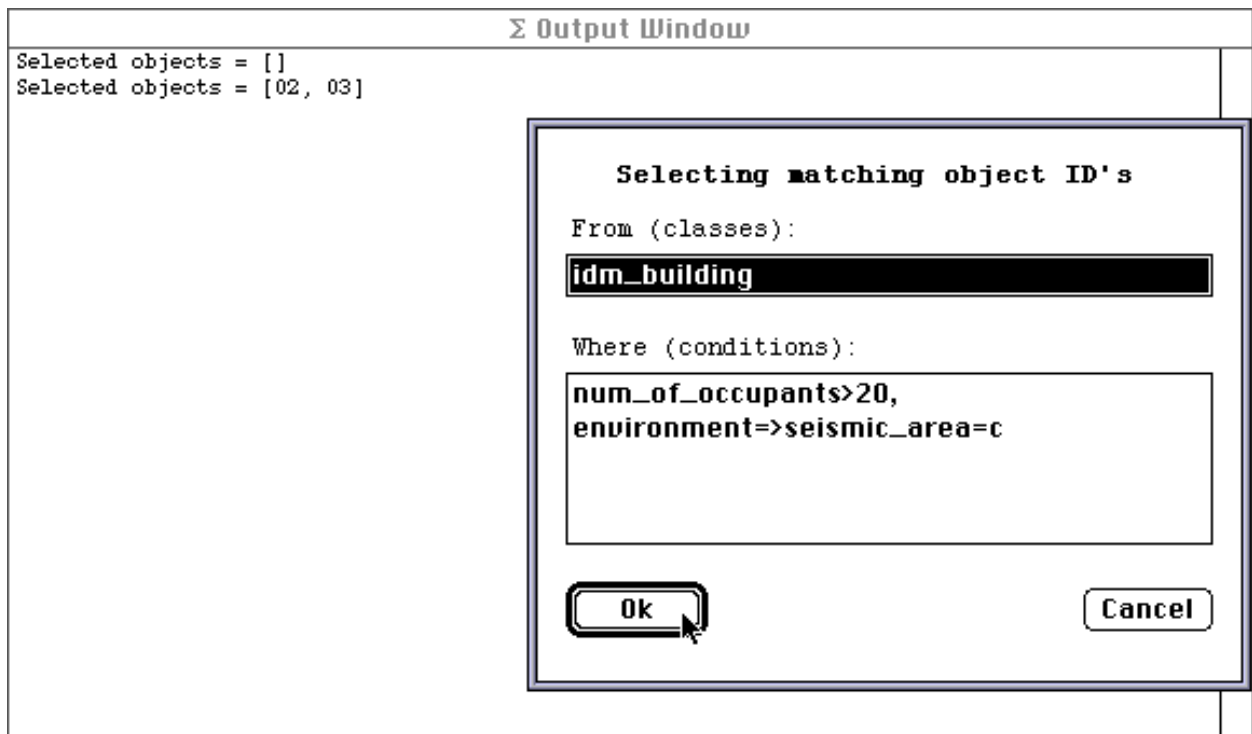 Σ Output Window
Selected objects = []
Selected objects = [02, 03]
Selecting matching object ID's
From (classes):
idm_building
Where (conditions):
num_of_occupants>20,
environment=>seismic_area=c
Ok
Cancel